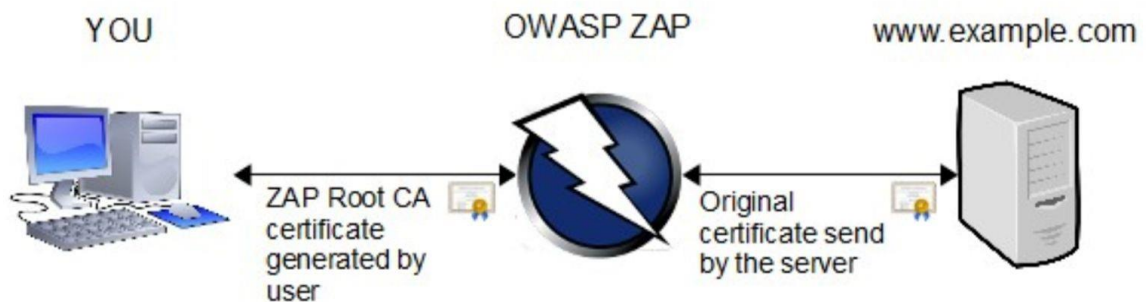 YOU
OWASP ZAP
www.example.com
ZAP Root CA
certificate
generated by
user
Original
certificate send
by the server